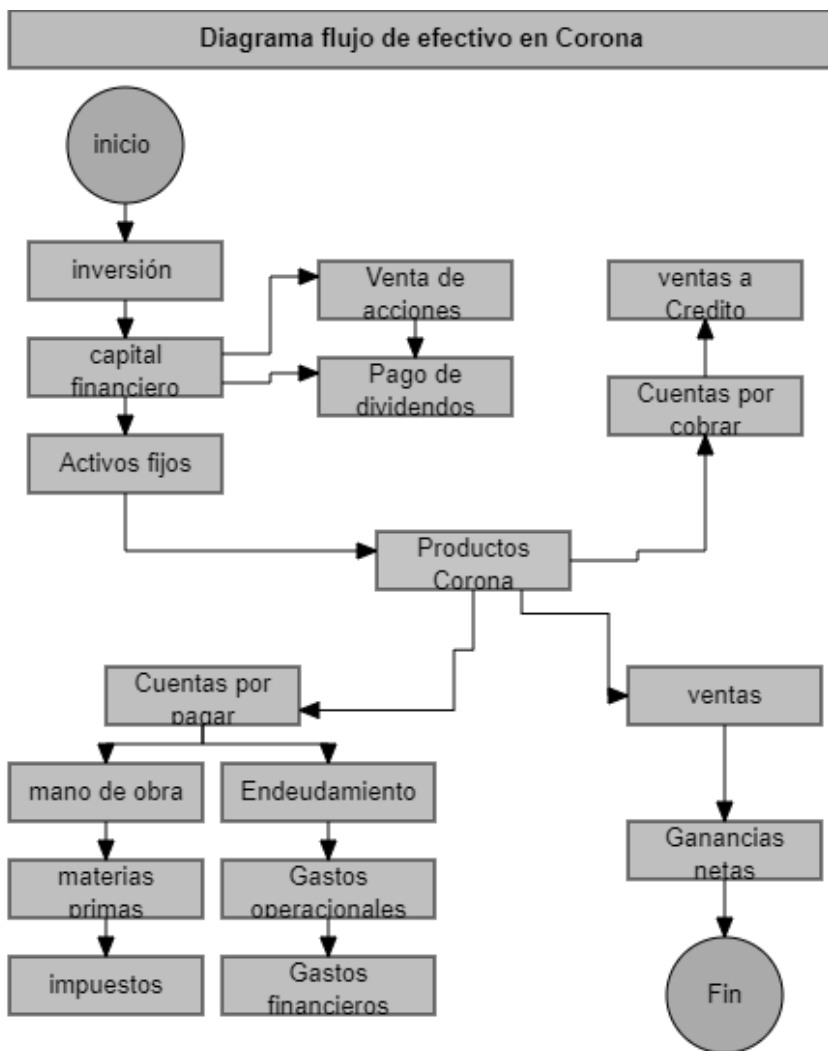 Diagrama flujo de efectivo en Corona
inicio
inversión
capital
financiero
Activos fijos
Venta de
acciones
Pago de
dividendos
ventas a
Credito
Cuentas por
cobrar
Productos
Corona
Cuentas por
pagar
mano de obra
materias
primas
impuestos
Endeudamiento
Gastos
operacionales
Gastos
financieros
ventas
Ganancias
netas
Fin